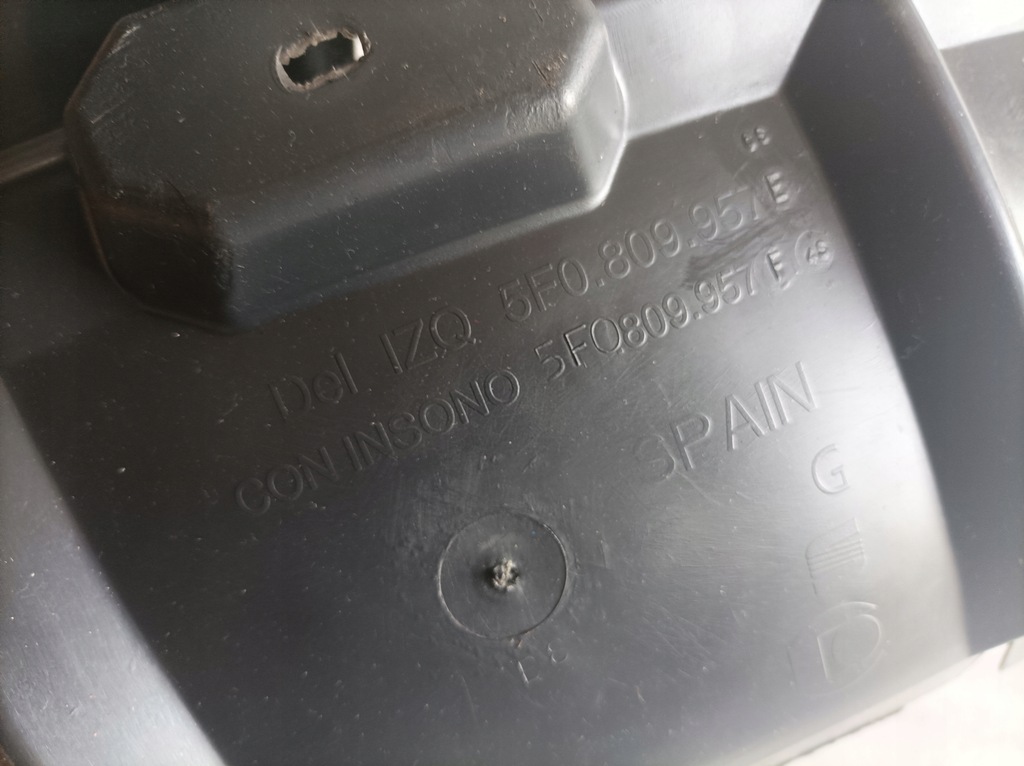 Del IZQ 5F0.809.957 E
CON INSONO 5F0809.957 E
SPAIN
G